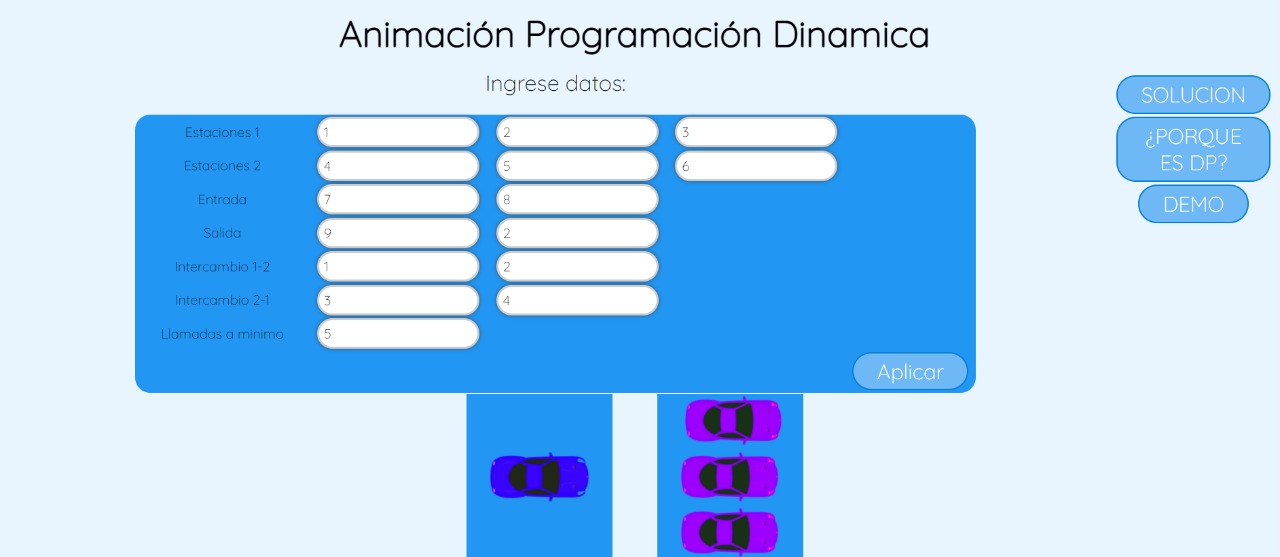 Animación Programación Dinamica
Ingrese datos:
SOLUCION
¿PORQUE
ES DP?
DEMO
Estaciones 1 1 2 3
Estaciones 2 4 5 6
Entrada 7 8
Salida 9 2
Intercambio 1-2 1 2
Intercambio 2-1 3 4
Llamadas a minimo 5
Aplicar